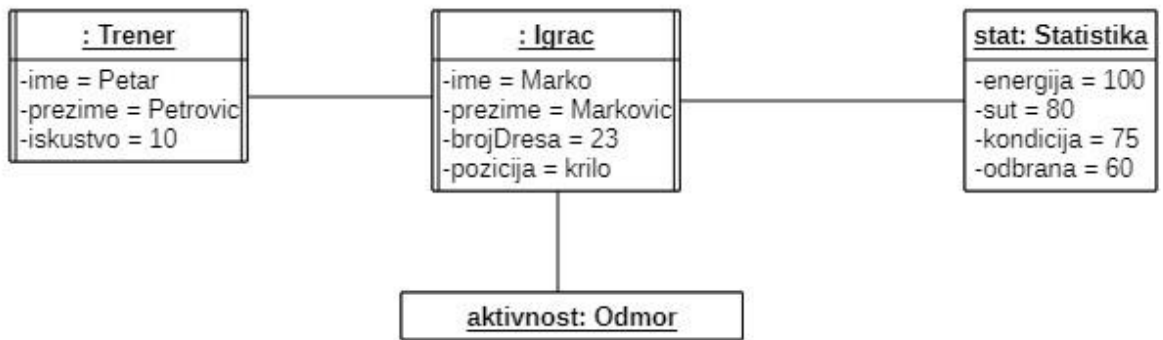 : Trener
-ime = Petar
-prezime = Petrovic
-iskustvo = 10
: Igrac
-ime = Marko
-prezime = Markovic
-brojDresa = 23
-pozicija = krilo
stat: Statistika
-energija = 100
-sut = 80
-kondicija = 75
-odbrana = 60
aktivnost: Odmor